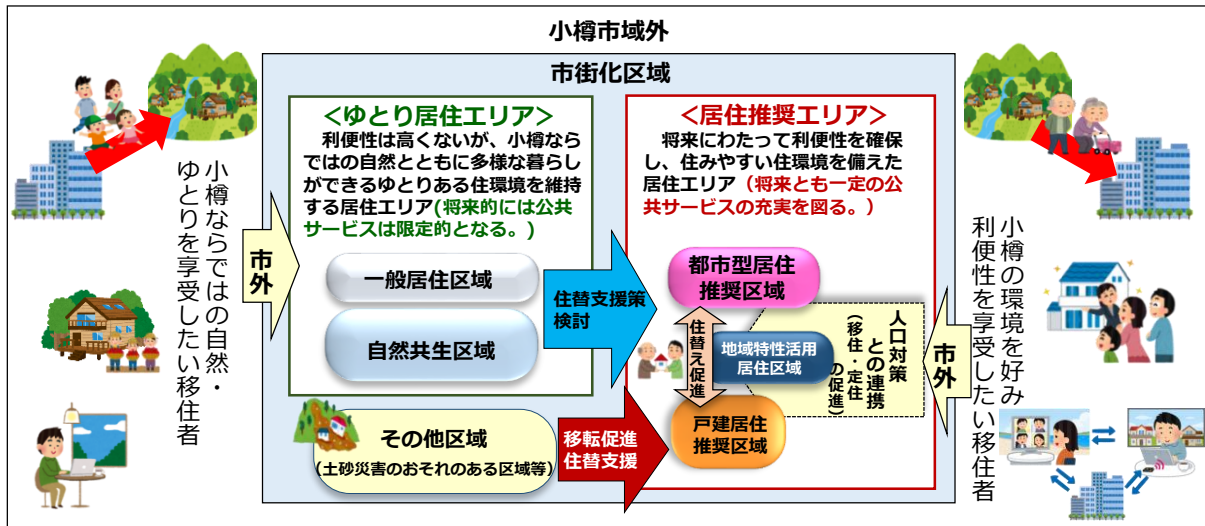 小樽市域外
市街化区域
<ゆとり居住エリア>
利便性は高くないが、小樽なら
ではの自然とともに多様な暮らし
ができるゆとりある住環境を維持
する居住エリア(将来的には公共
サービスは限定的となる。)
一般居住区域
自然共生区域
その他区域
(土砂災害のおそれのある区域等)
<居住推奨エリア>
将来にわたって利便性を確保
し、住みやすい住環境を備えた
居住エリア(将来とも一定の公
共サービスの充実を図る。)
都市型居住
推奨区域
住替え促進
地域特性活用
居住区域
戸建居住
推奨区域
人口対策
との連携
(移住・定住
の促進)
住替支援策
検討
移転促進
住替支援
市外
市外
小樽ならではの自然・
ゆとりを享受したい移住者
小樽の環境を好み
利便性を享受したい移住者